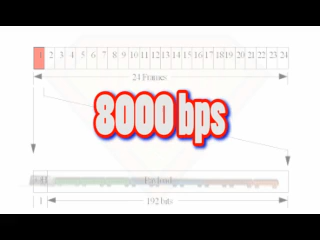 1 2 3 4 5 6 7 8 9 10 11 12 13 14 15 16 17 18 19 20 21 22 23 24
24 Frames
8000 bps
Payload
1 192 bits